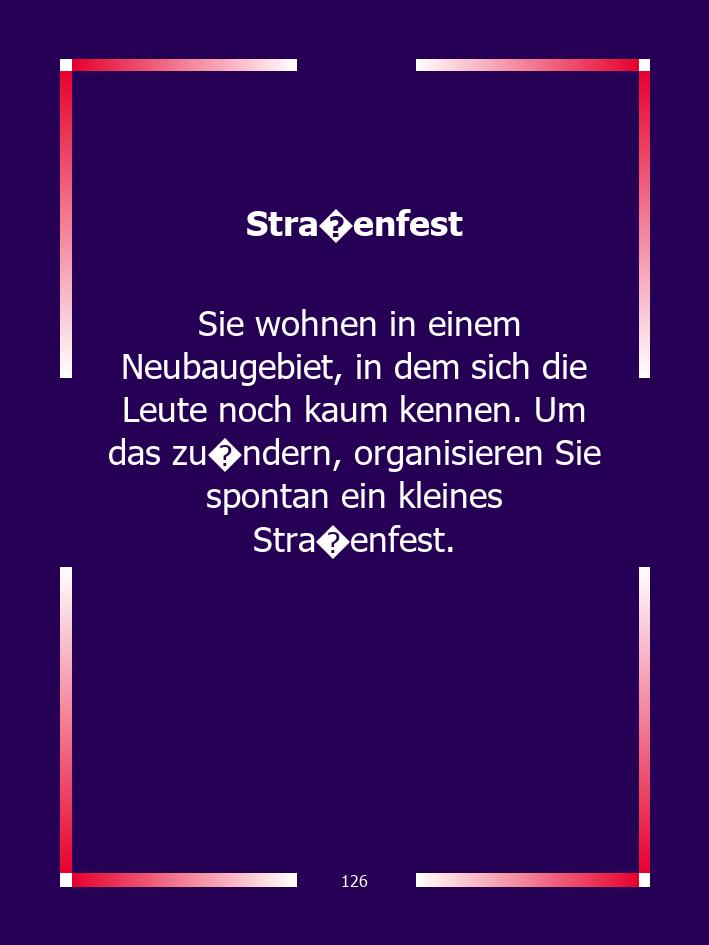 Stra�enfest
Sie wohnen in einem
Neubaugebiet, in dem sich die
Leute noch kaum kennen. Um
das zu�ndern, organisieren Sie
spontan ein kleines
Stra�enfest.
126